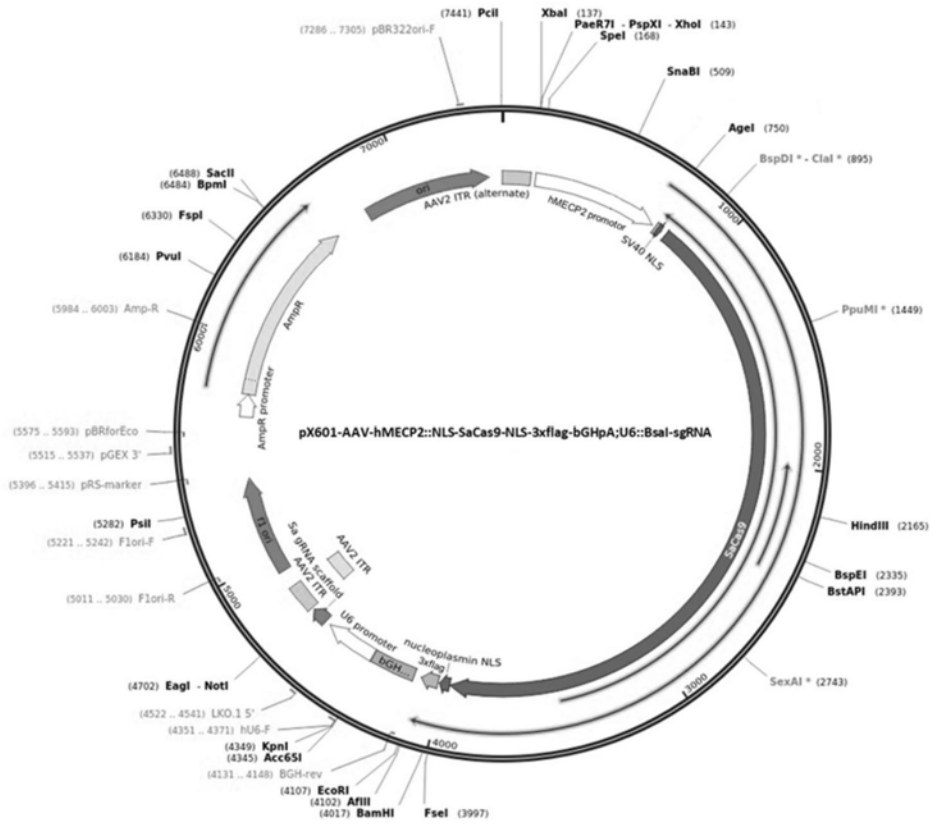 (7441) PciI
XbaI (137)
PaeR7I - PspXI - XhoI (143)
SpeI (168)
SnaBI (509)
AgeI (750)
BspDI * - ClaI * (895)
PpuMI * (1449)
HindIII (2165)
BspEI (2335)
BstAPI (2393)
SexAI * (2743)
FseI (3997)
(4017) BamHI
(4102) AflII
(4107) EcoRI
(4131 .. 4148) BGH-rev
(4345) Acc65I
(4349) KpnI
(4351 .. 4371) hU6-F
(4522 .. 4541) LKO.1 5'
(4702) EagI - NotI
(5011 .. 5030) F1ori-R
(5221 .. 5242) F1ori-F
(5282) PsiI
(5396 .. 5415) pRS-marker
(5515 .. 5537) pGEX 3'
(5575 .. 5593) pBRforEco
(5984 .. 6003) Amp-R
(6184) PvuI
(6330) FspI
(6484) BpmI
(6488) SacII
(7286 .. 7305) pBR322ori-F
1000
2000
3000
4000
5000
6000
7000
ori
AAV2 ITR (alternate)
hMECP2 promotor
SV40 NLS
SaCas9
nucleoplasmin NLS
3xflag
bGH...
U6 promoter
Sa gRNA scaffold
AAV2 ITR
AAV2 ITR
f1 ori
AmpR promoter
AmpR
pX601-AAV-hMECP2::NLS-SaCas9-NLS-3xflag-bGHpA;U6::BsaI-sgRNA